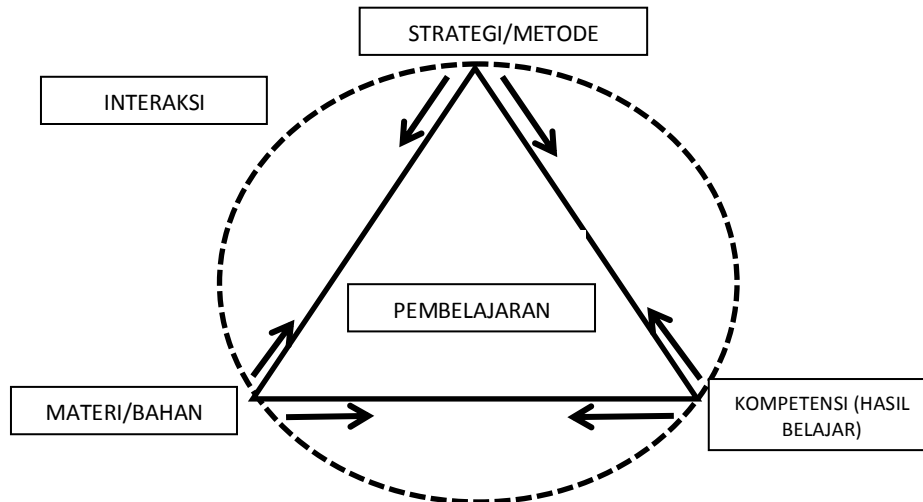 STRATEGI/METODE
INTERAKSI
PEMBELAJARAN
MATERI/BAHAN
KOMPETENSI (HASIL
BELAJAR)